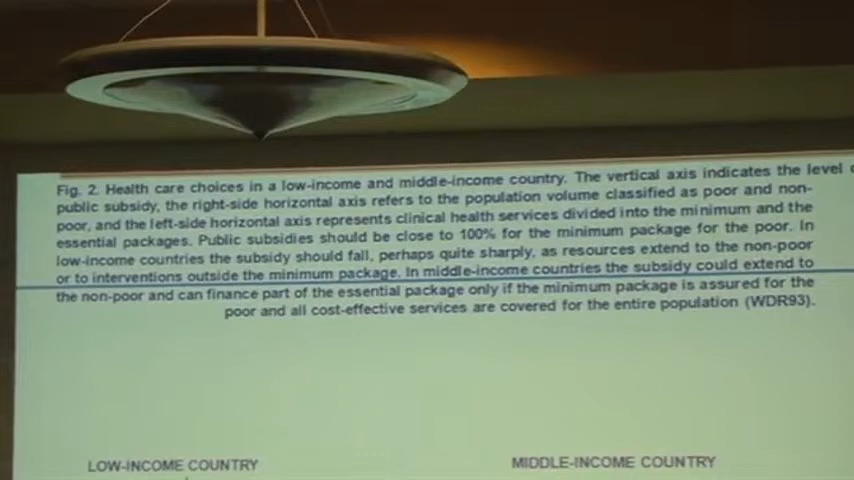 Fig. 2. Health care choices in a low-income and middle-income country. The vertical axis indicates the level
public subsidy, the right-side horizontal axis refers to the population volume classified as poor and non-
poor, and the left-side horizontal axis represents clinical health services divided into the minimum and the
essential packages. Public subsidies should be close to 100% for the minimum package for the poor. In
low-income countries the subsidy should fall, perhaps quite sharply, as resources extend to the non-poor
or to interventions outside the minimum package. In middle-income countries the subsidy could extend to
the non-poor and can finance part of the essential package only if the minimum package is assured for the
poor and all cost-effective services are covered for the entire population (WDR93).
LOW-INCOME COUNTRY
MIDDLE-INCOME COUNTRY